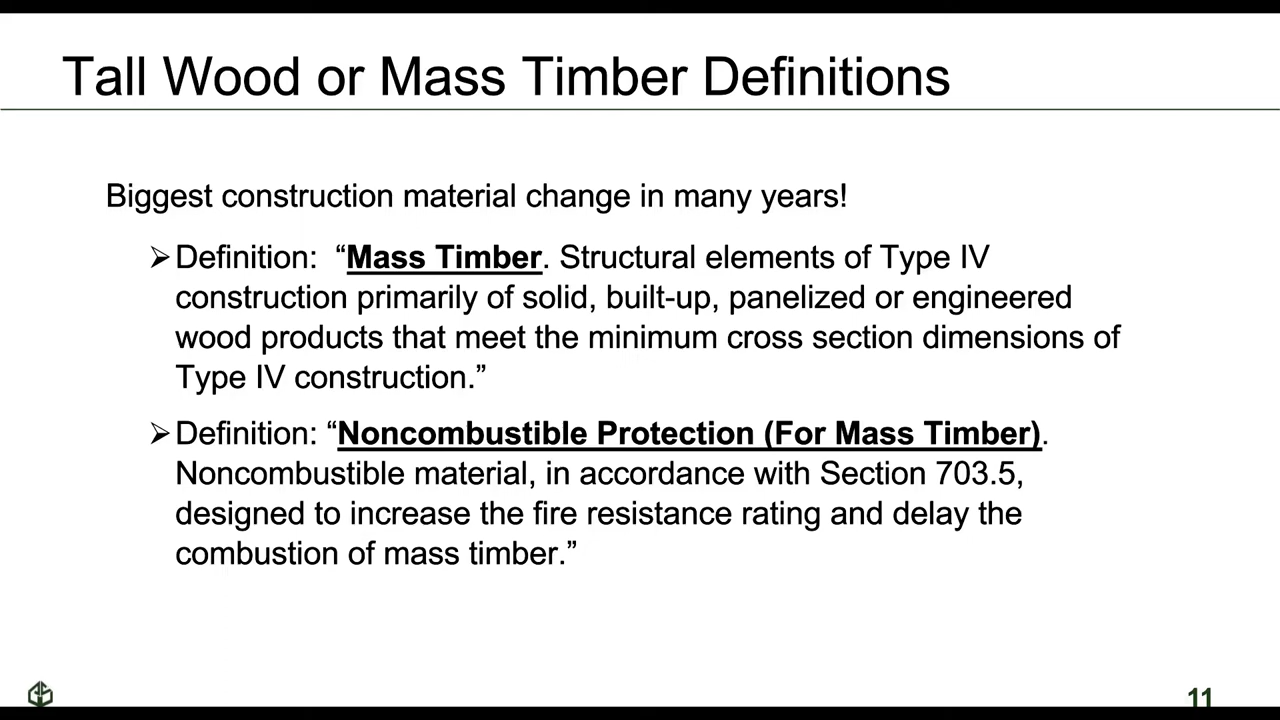 Tall Wood or Mass Timber Definitions
Biggest construction material change in many years!
➢Definition: “Mass Timber. Structural elements of Type IV
construction primarily of solid, built-up, panelized or engineered
wood products that meet the minimum cross section dimensions of
Type IV construction.”
➢Definition: “Noncombustible Protection (For Mass Timber).
Noncombustible material, in accordance with Section 703.5,
designed to increase the fire resistance rating and delay the
combustion of mass timber.”
11